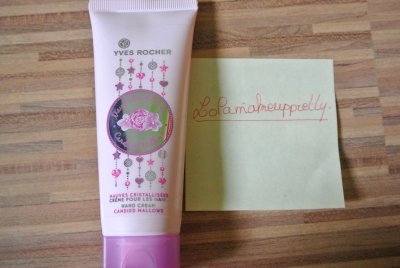 YVES ROCHER
MAUVES CRISTALLISÉES
CRÈME POUR LES MAINS
HAND CREAM
CANDIED MALLOWS
Lolamakeuppretty.